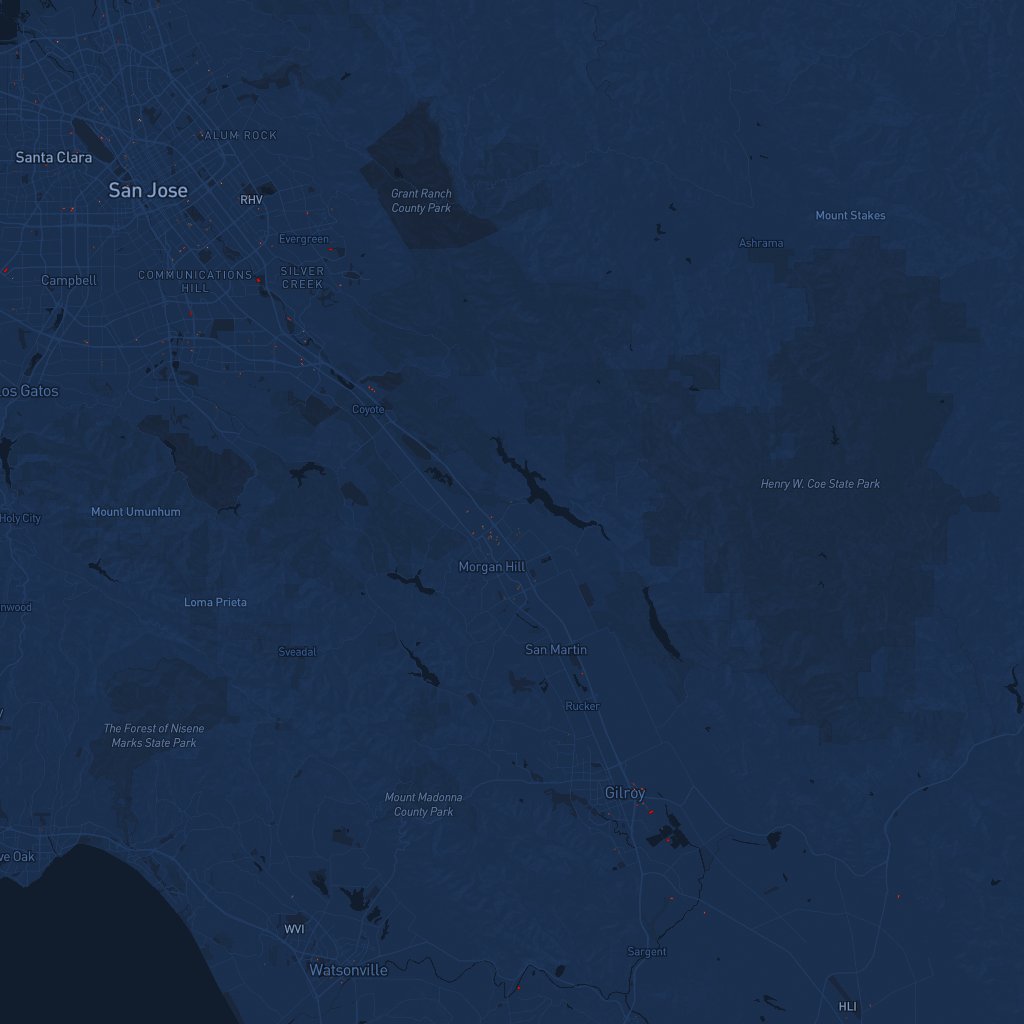 ALUM ROCK
Santa Clara
San Jose
RHV
Grant Ranch
County Park
Mount Stakes
Evergreen
Ashrama
COMMUNICATIONS
HILL
SILVER
CREEK
Campbell
Los Gatos
Coyote
Henry W. Coe State Park
Mount Umunhum
Holy City
Morgan Hill
Loma Prieta
nwood
Sveadal
San Martin
Rucker
The Forest of Nisene
Marks State Park
Mount Madonna
County Park
Gilroy
ve Oak
WVI
Sargent
Watsonville
HLI